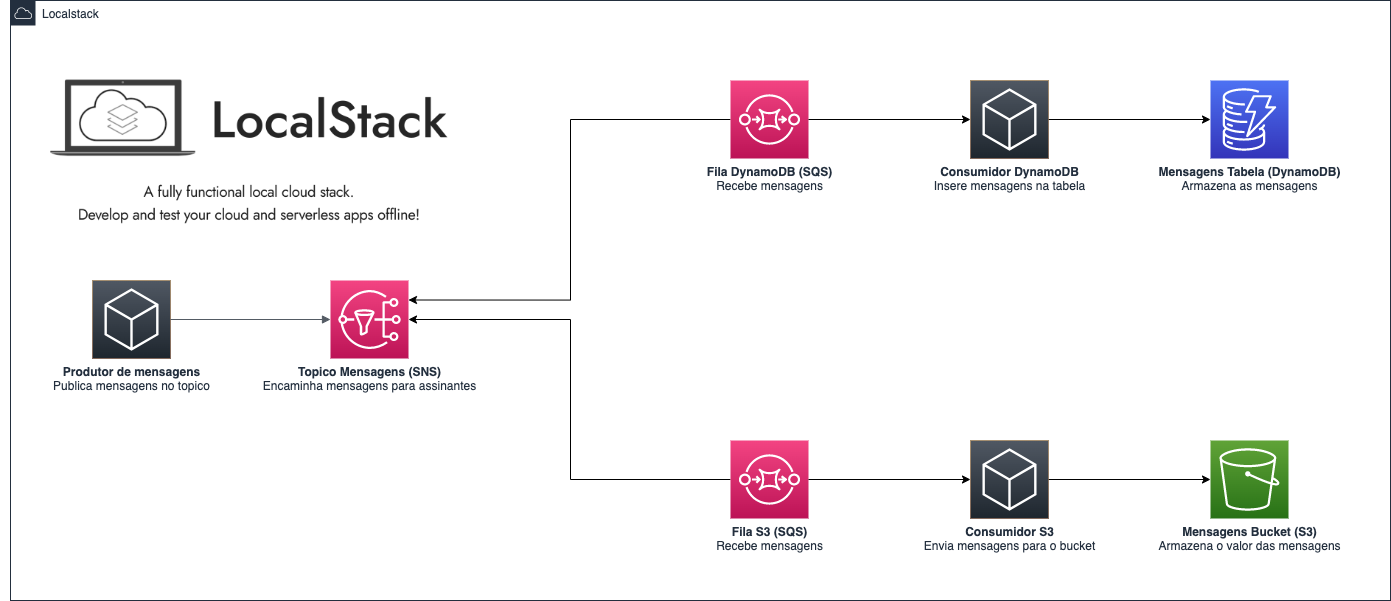 Localstack
LocalStack
A fully functional local cloud stack.
Develop and test your cloud and serverless apps offline!
Fila DynamoDB (SQS)
Recebe mensagens
Consumidor DynamoDB
Insere mensagens na tabela
Mensagens Tabela (DynamoDB)
Armazena as mensagens
Produtor de mensagens
Publica mensagens no topico
Topico Mensagens (SNS)
Encaminha mensagens para assinantes
Fila S3 (SQS)
Recebe mensagens
Consumidor S3
Envia mensagens para o bucket
Mensagens Bucket (S3)
Armazena o valor das mensagens